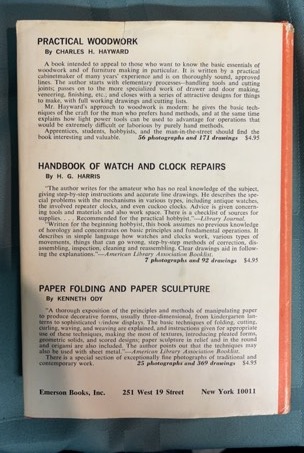 PRACTICAL WOODWORK
By CHARLES H. HAYWARD
A book intended to appeal to those who want to know the basic essentials of
woodwork and of furniture making in particular. It is written by a practical
cabinetmaker of many years' experience and is on thoroughly sound, approved
lines. The author starts with elementary processes—handling tools and cutting
joints; passes on to the more specialized work of drawer and door making,
veneering, finishing, etc.; and closes with a series of attractive designs for things
to make, with full working drawings and cutting lists.
Mr. Hayward's approach to woodwork is modern: he gives the basic tech-
niques of the craft for the man who prefers hand methods, and at the same time
explains how light power tools can be used to advantage for operations that
would be extremely difficult or laborious by purely hand methods.
Apprentices, students, hobbyists, and the man-in-the-street should find the
book interesting and valuable. 56 photographs and 171 drawings $4.95
HANDBOOK OF WATCH AND CLOCK REPAIRS
By H. G. HARRIS
"The author writes for the amateur who has no real knowledge of the subject,
giving step-by-step instructions and accurate line drawings. He describes the spe-
cial problems with the mechanisms in various types, including antique watches,
the involved repeater clocks, and even cuckoo clocks. Advice is given concern-
ing tools and materials and also work space. There is a checklist of sources for
supplies. . . . Recommended for the practical hobbyist."—Library Journal.
"Written for the beginning hobbyist, this book assumes no previous knowledge
of horology and concentrates on basic principles and fundamental operations. It
describes in simple language how watches and clocks work, various types of
movements, things that can go wrong, step-by-step methods of correction, dis-
assembling, inspection, cleaning and reassembling. Clear drawings aid in follow-
ing the explanations."—American Library Association Booklist.
7 photographs and 92 drawings $4.95
PAPER FOLDING AND PAPER SCULPTURE
By KENNETH ODY
"A thorough exposition of the principles and methods of manipulating paper
to produce decorative forms, usually three-dimensional, from kindergarten lan-
terns to sophisticated window displays. The basic techniques of folding, cutting,
curling, waving, and weaving are explained, and instructions given for appropriate
use of these techniques, making the most of textures, introducing pleated forms,
geometric solids, and scored designs; paper sculpture in relief and in the round
and origami are also included. The author points out that the techniques may
also be used with sheet metal."—American Library Association Booklist.
There is a special section of exceptionally fine photographs of traditional and
contemporary work. 25 photographs and 369 drawings $4.95
Emerson Books, Inc. 251 West 19 Street New York 10011